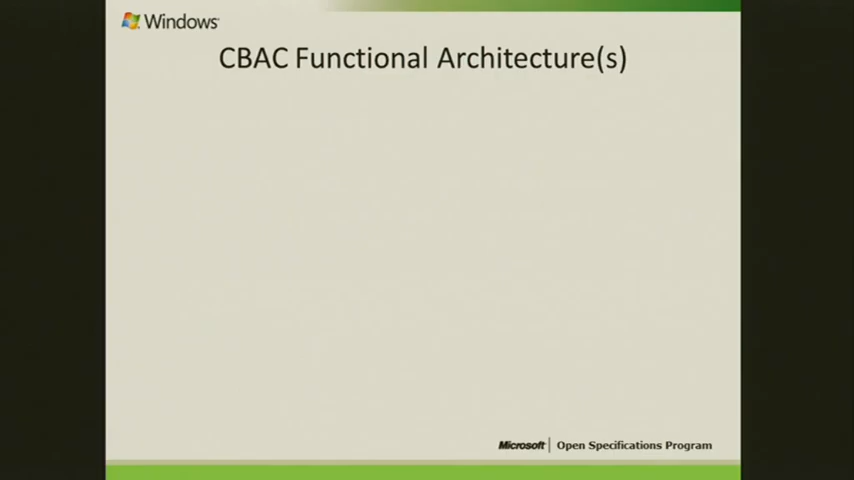 Windows
CBAC Functional Architecture(s)
Microsoft | Open Specifications Program